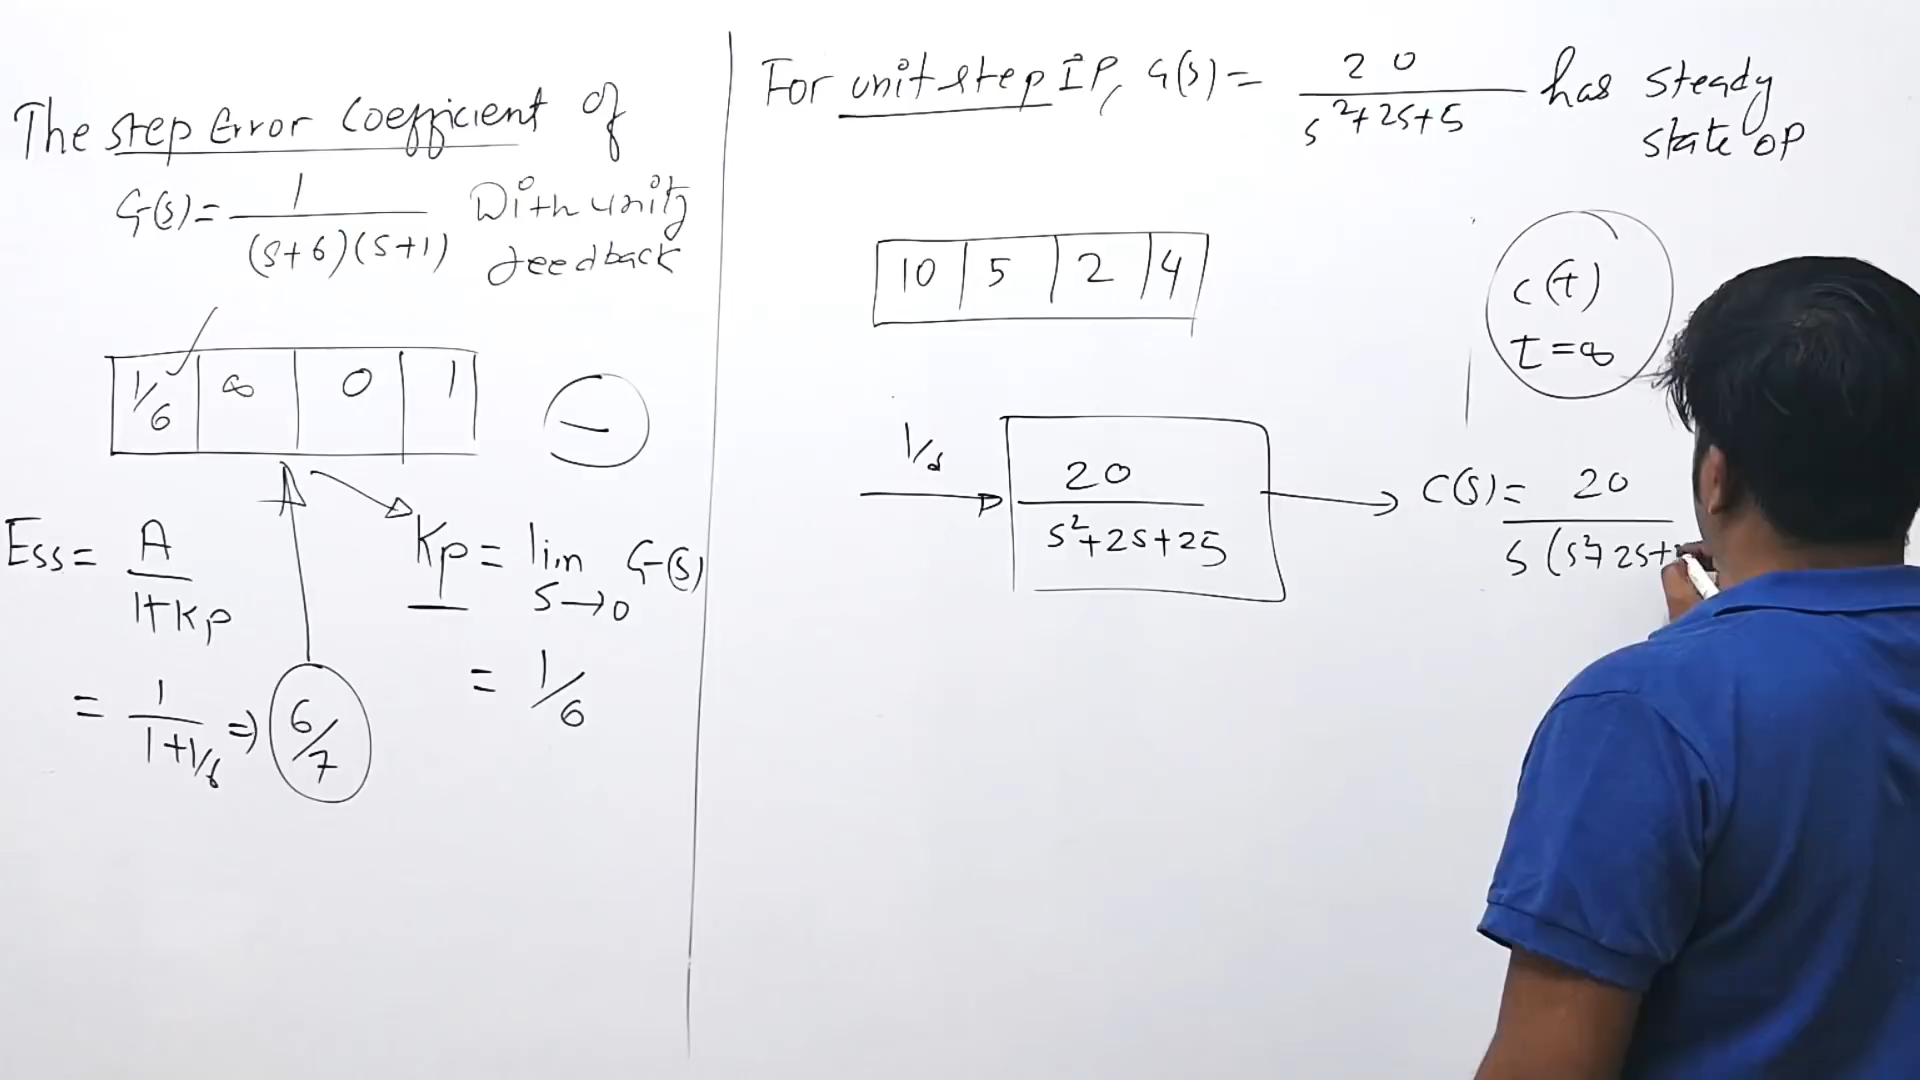 The step Error Coefficient of
G(s) = 1 / (s+6)(s+1) With unity feedback
1/6 ∞ 0 1
−
Ess = A / 1+Kp
= 1 / 1+1/6 ⇒ 6/7
Kp = lim s→0 G(s)
= 1/6
For unit step IP, G(s) = 20 / s²+2s+5 has steady state OP
10 5 2 4
c(t)
t=∞
1/s
20 / s²+2s+25
C(s) = 20 / s(s²+2s+